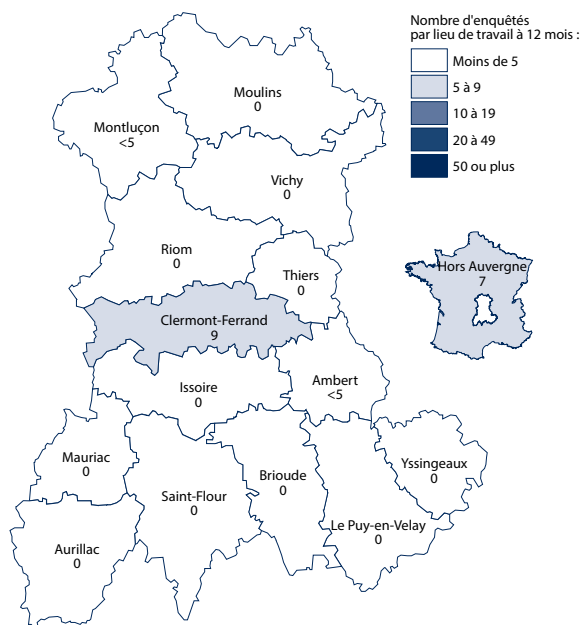 Nombre d'enquêtés
par lieu de travail à 12 mois :
Moins de 5
5 à 9
10 à 19
20 à 49
50 ou plus
Moulins
0
Montluçon
<5
Vichy
0
Riom
0
Thiers
0
Hors Auvergne
7
Clermont-Ferrand
9
Issoire
0
Ambert
<5
Mauriac
0
Saint-Flour
0
Brioude
0
Yssingeaux
0
Le Puy-en-Velay
0
Aurillac
0